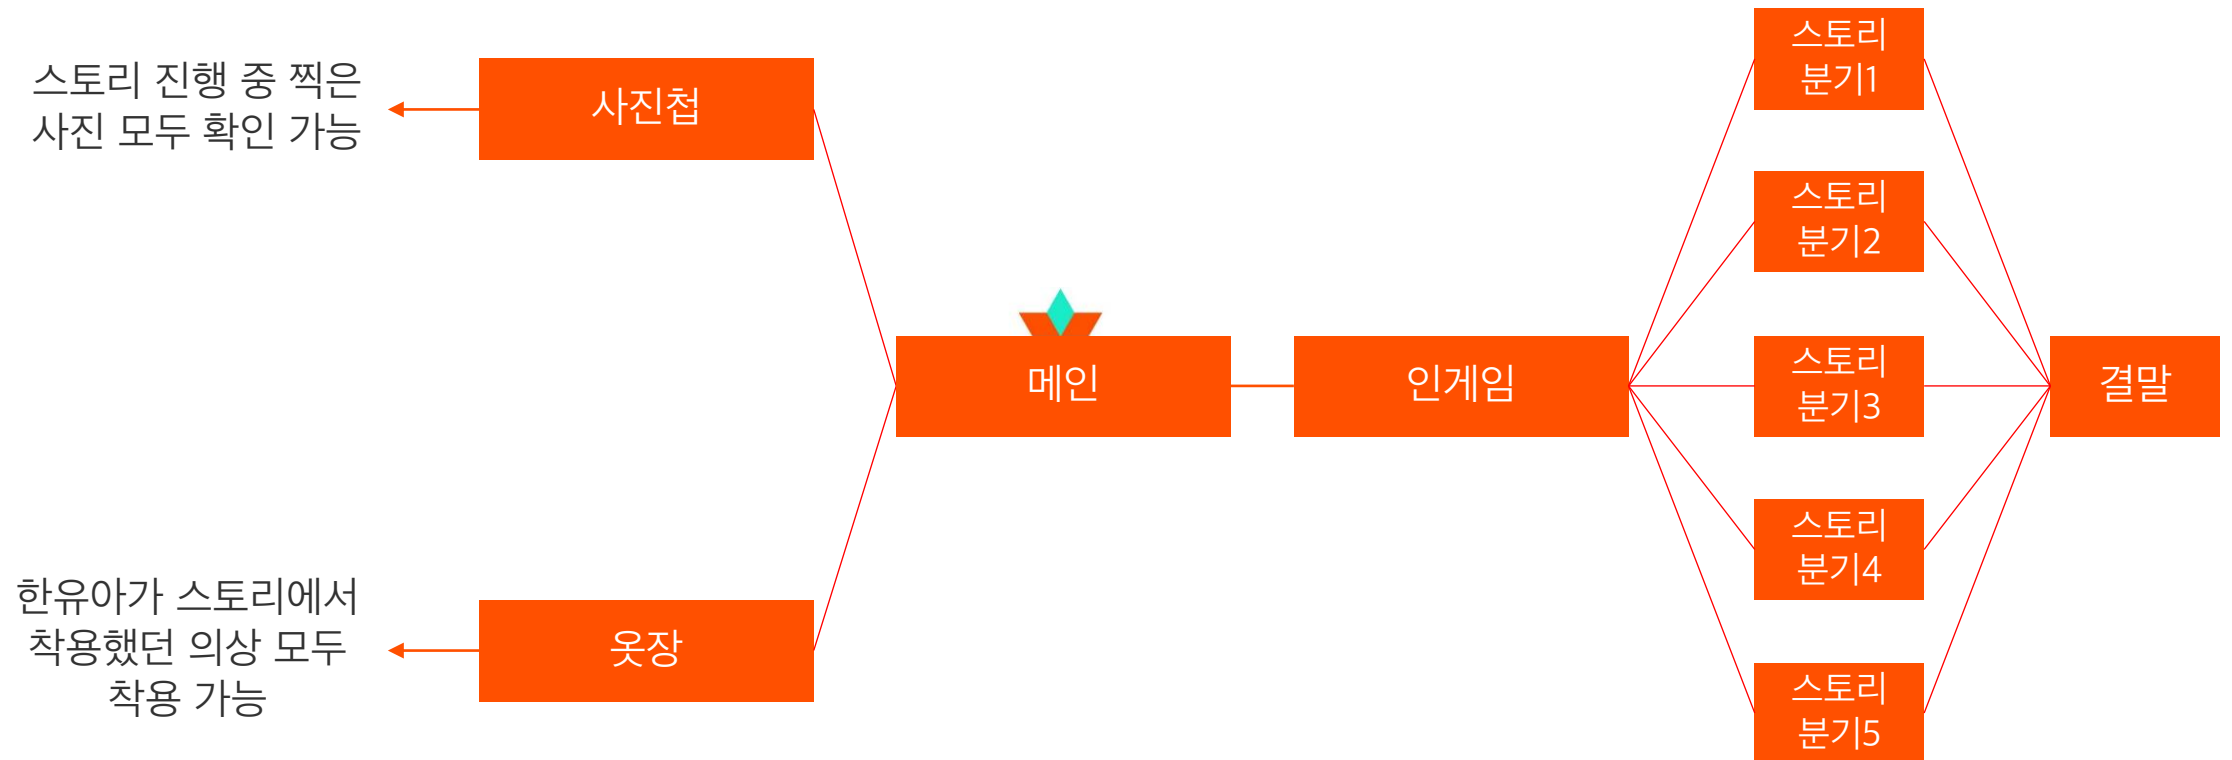 스토리 진행 중 찍은
사진 모두 확인 가능
사진첩
한유아가 스토리에서
착용했던 의상 모두
착용 가능
옷장
메인
인게임
스토리
분기1
스토리
분기2
스토리
분기3
스토리
분기4
스토리
분기5
결말